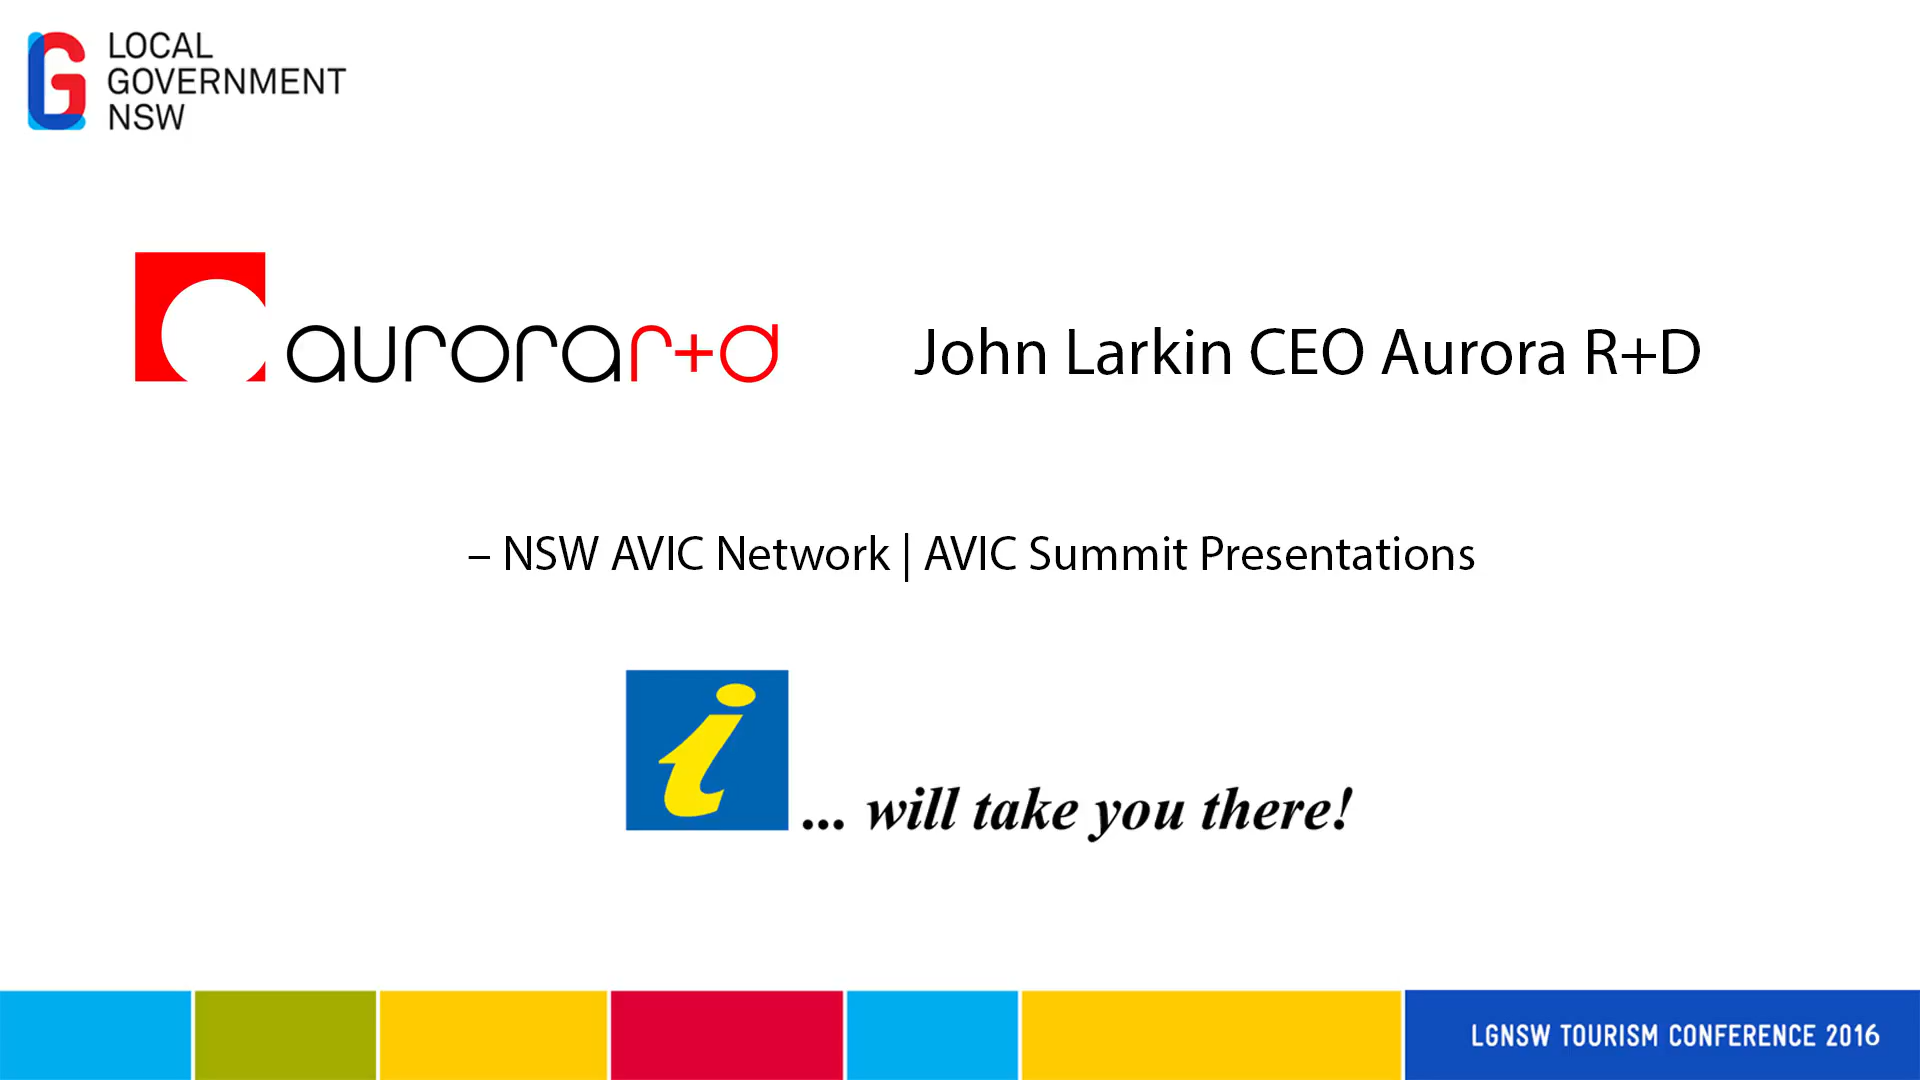 LOCAL
GOVERNMENT
NSW
aurorar+d
John Larkin CEO Aurora R+D
– NSW AVIC Network | AVIC Summit Presentations
i ... will take you there!
LGNSW TOURISM CONFERENCE 2016